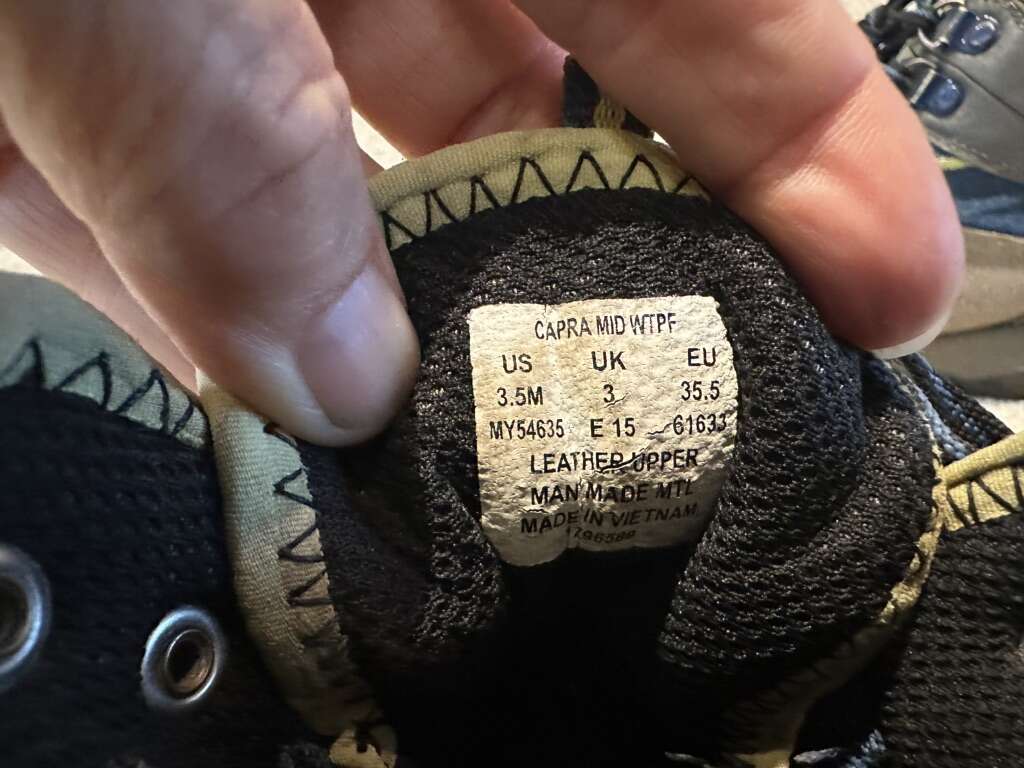 CAPRA MID WTPF
US UK EU
3.5M 3 35.5
MY54635 E 15 61633
LEATHER UPPER
MAN MADE MTL
MADE IN VIETNAM